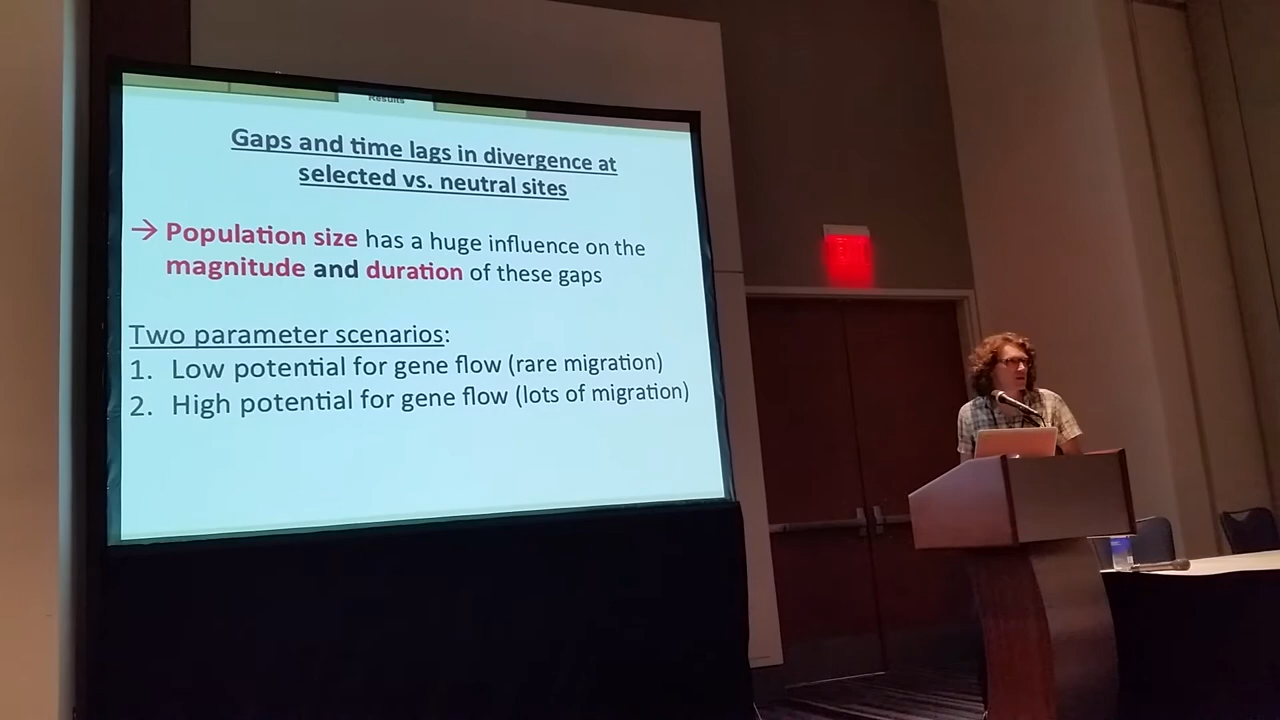 Results
Gaps and time lags in divergence at
selected vs. neutral sites
→ Population size has a huge influence on the
magnitude and duration of these gaps
Two parameter scenarios:
1. Low potential for gene flow (rare migration)
2. High potential for gene flow (lots of migration)